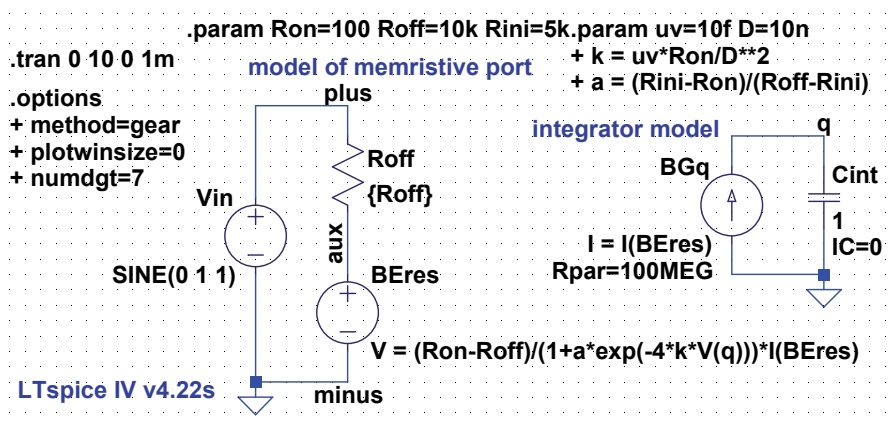 .param Ron=100 Roff=10k Rini=5k.param uv=10f D=10n
+ k = uv*Ron/D**2
+ a = (Rini-Ron)/(Roff-Rini)
.tran 0 10 0 1m
.options
+ method=gear
+ plotwinsize=0
+ numdgt=7
model of memristive port
plus
Roff
{Roff}
Vin
+
SINE(0 1 1)
aux
BEres
+
V = (Ron-Roff)/(1+a*exp(-4*k*V(q)))*I(BEres)
minus
LTspice IV v4.22s
integrator model
q
BGq
Cint
1
IC=0
I = I(BEres)
Rpar=100MEG